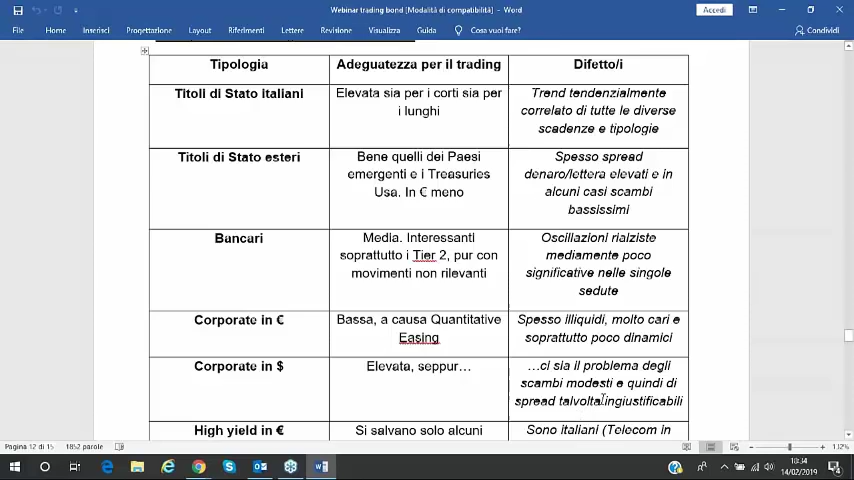 Webinar trading bond [Modalità di compatibilità] - Word
Accedi
File Home Inserisci Progettazione Layout Riferimenti Lettere Revisione Visualizza Guida Cosa vuoi fare? Condividi
Tipologia Adeguatezza per il trading Difetto/i
Titoli di Stato italiani
Elevata sia per i corti sia per
i lunghi
Trend tendenzialmente
correlato di tutte le diverse
scadenze e tipologie
Titoli di Stato esteri
Bene quelli dei Paesi
emergenti e i Treasuries
Usa. In € meno
Spesso spread
denaro/lettera elevati e in
alcuni casi scambi
bassissimi
Bancari
Media. Interessanti
soprattutto i Tier 2, pur con
movimenti non rilevanti
Oscillazioni rialziste
mediamente poco
significative nelle singole
sedute
Corporate in €
Bassa, a causa Quantitative
Easing
Spesso illiquidi, molto cari e
soprattutto poco dinamici
Corporate in $
Elevata, seppur…
…ci sia il problema degli
scambi modesti e quindi di
spread talvolta ingiustificabili
High yield in €
Si salvano solo alcuni
Sono italiani (Telecom in
Pagina 12 di 15 1852 parole
132%
18:34
14/02/2019